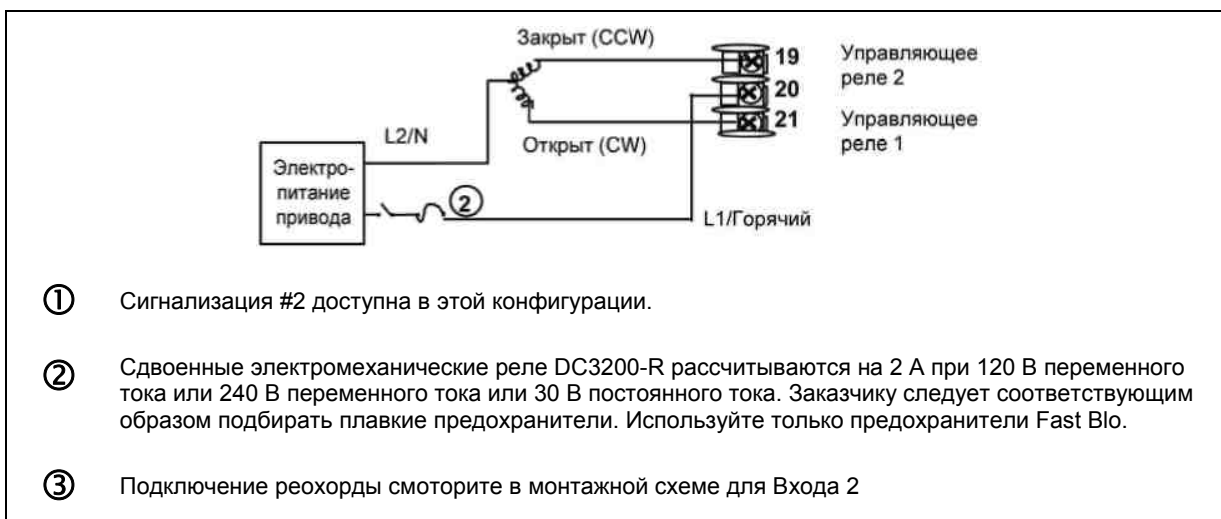 Закрыт (CCW)
19
Управляющее
реле 2
20
21
Управляющее
реле 1
L2/N
Открыт (CW)
Электро-
питание
привода
2
L1/Горячий
① Сигнализация #2 доступна в этой конфигурации.
② Сдвоенные электромеханические реле DC3200-R рассчитываются на 2 А при 120 В переменного
тока или 240 В переменного тока или 30 В постоянного тока. Заказчику следует соответствующим
образом подбирать плавкие предохранители. Используйте только предохранители Fast Blo.
③ Подключение реохорды смоторите в монтажной схеме для Входа 2